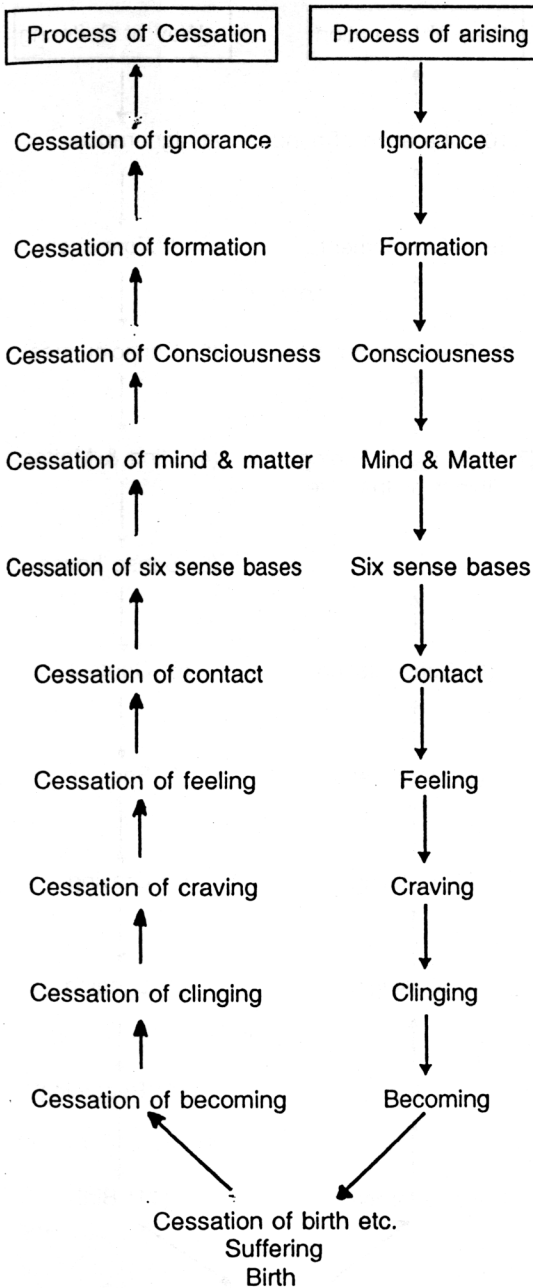 Process of Cessation
Process of arising
Cessation of ignorance
Ignorance
Cessation of formation
Formation
Cessation of Consciousness
Consciousness
Cessation of mind & matter
Mind & Matter
Cessation of six sense bases
Six sense bases
Cessation of contact
Contact
Cessation of feeling
Feeling
Cessation of craving
Craving
Cessation of clinging
Clinging
Cessation of becoming
Becoming
Cessation of birth etc.
Suffering
Birth